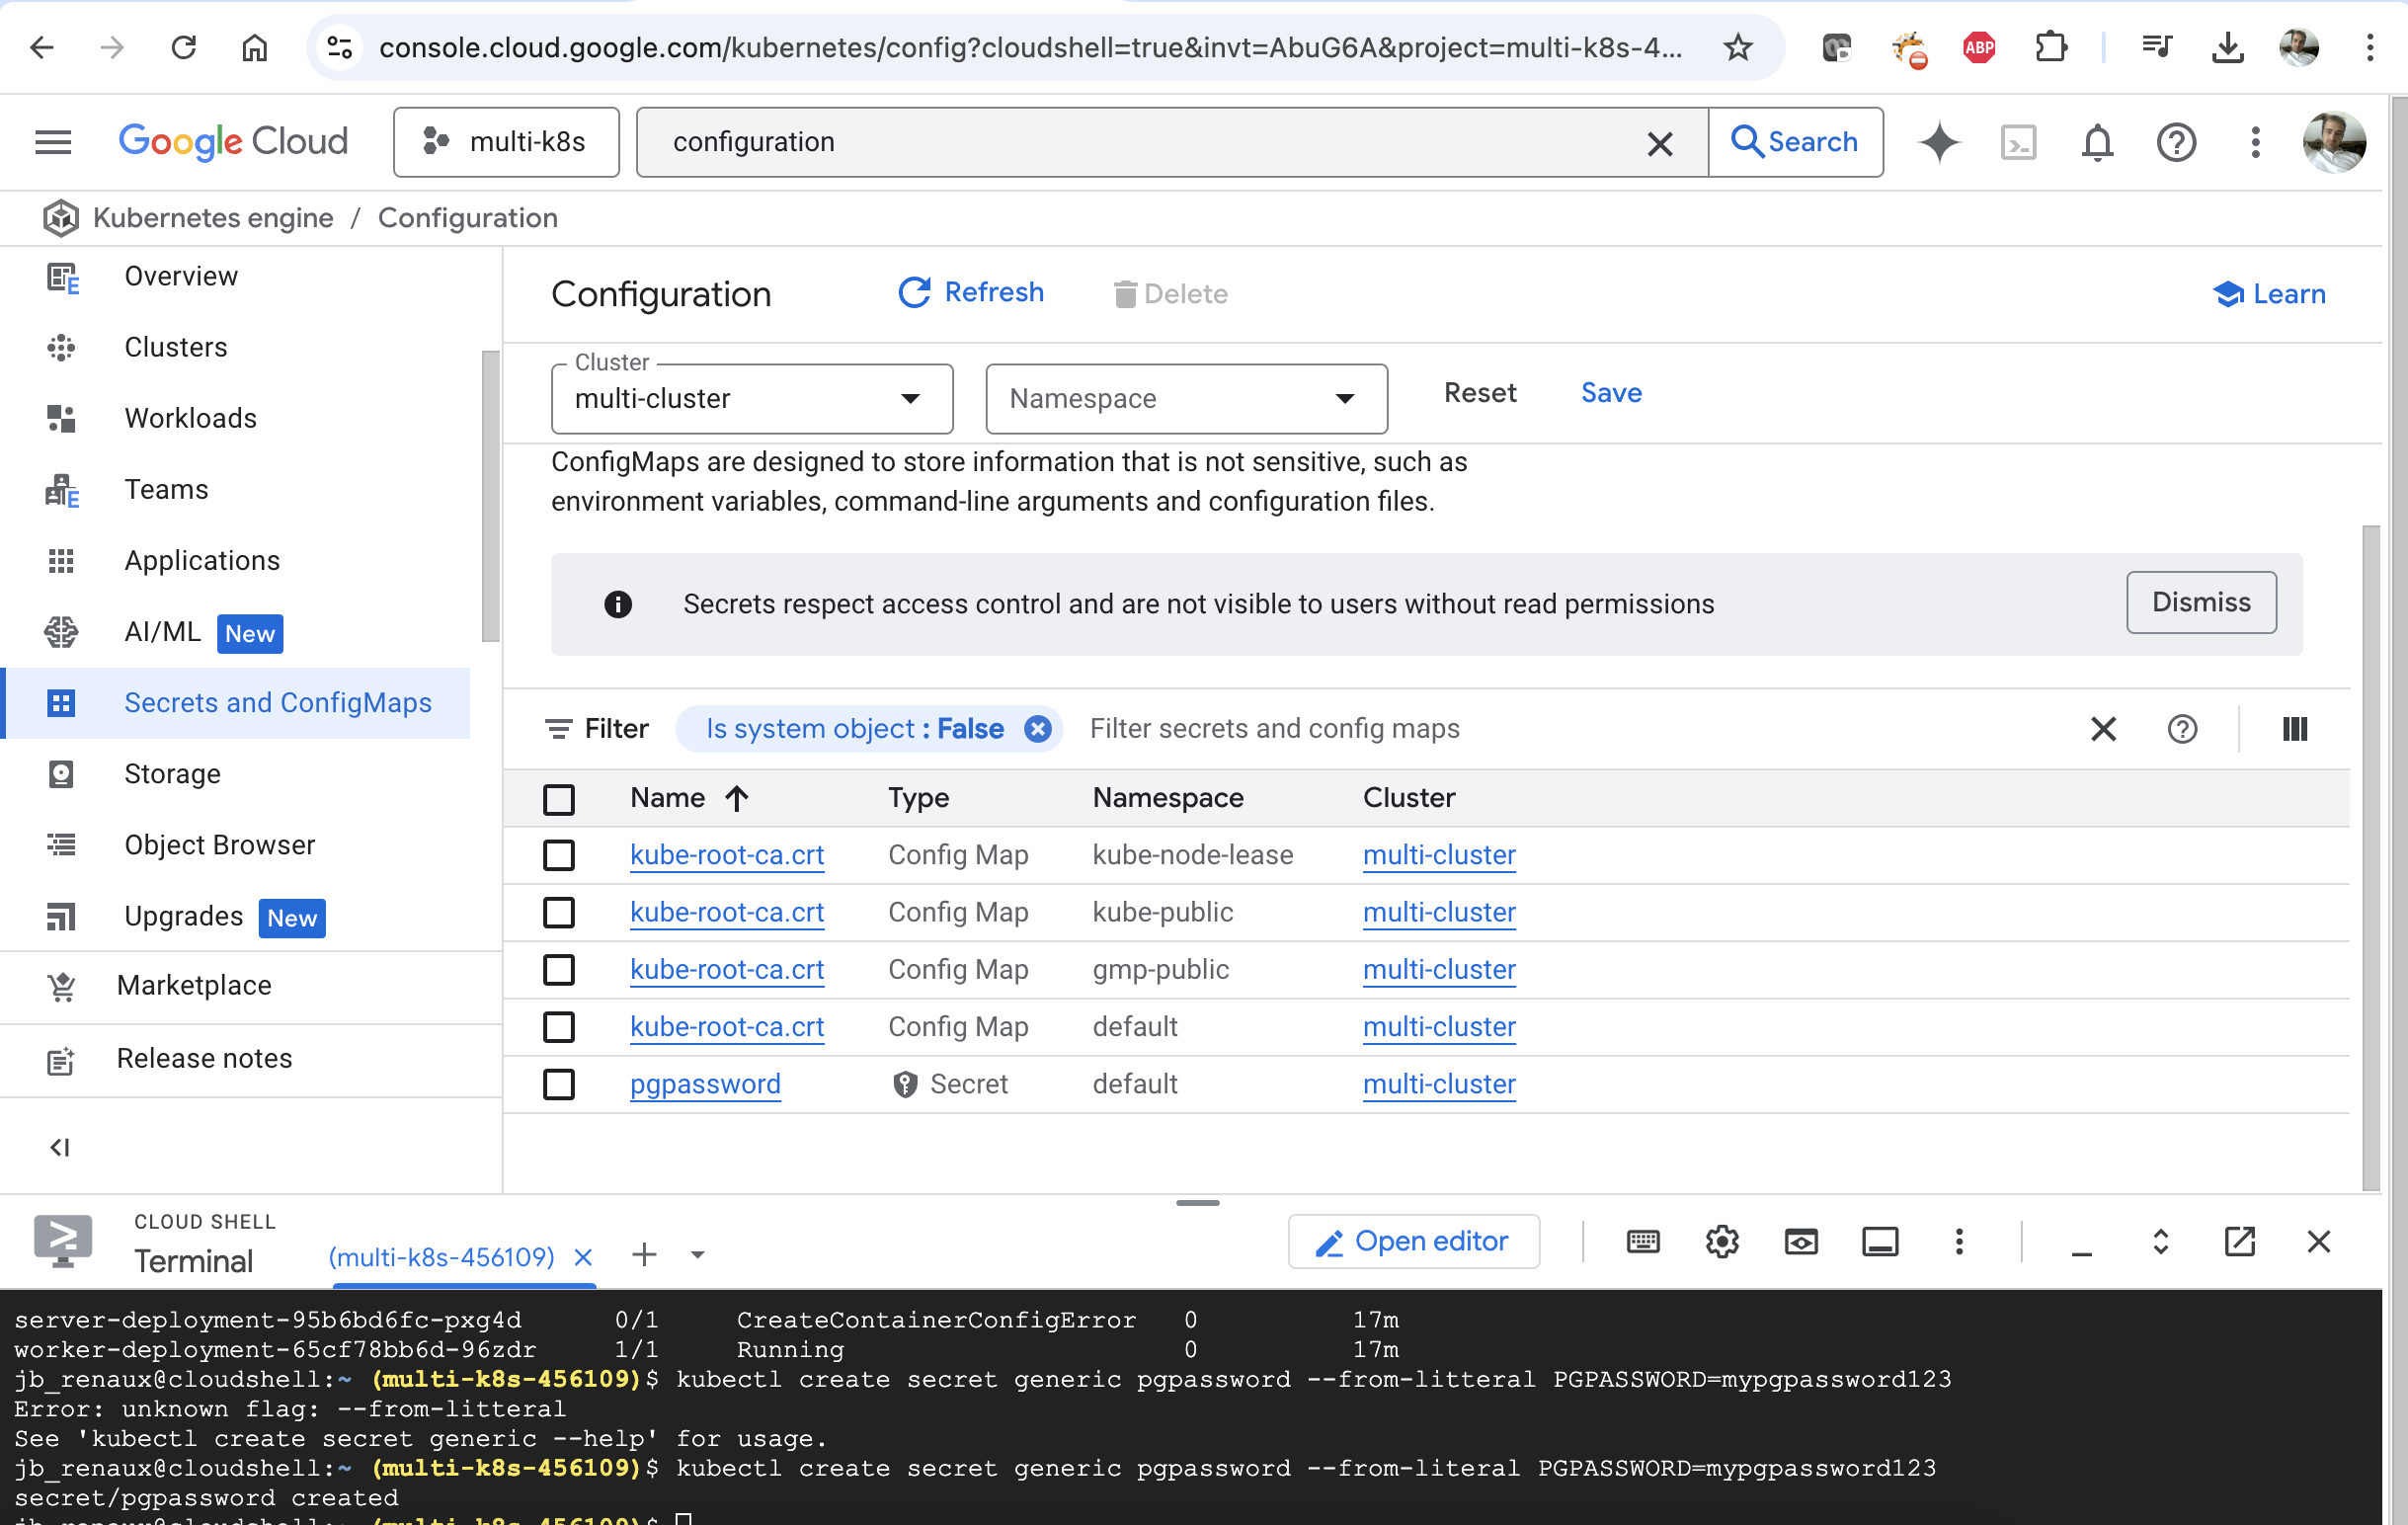 console.cloud.google.com/kubernetes/config?cloudshell=true&invt=AbuG6A&project=multi-k8s-4...
ABP
Google Cloud
multi-k8s
configuration
Search
Kubernetes engine / Configuration
Overview
Clusters
Workloads
Teams
Applications
AI/ML New
Secrets and ConfigMaps
Storage
Object Browser
Upgrades New
Marketplace
Release notes
Configuration
Refresh
Delete
Learn
Cluster
multi-cluster
Namespace
Reset
Save
ConfigMaps are designed to store information that is not sensitive, such as
environment variables, command-line arguments and configuration files.
Secrets respect access control and are not visible to users without read permissions
Dismiss
Filter
Is system object : False
Filter secrets and config maps
Name Type Namespace Cluster
kube-root-ca.crt Config Map kube-node-lease multi-cluster
kube-root-ca.crt Config Map kube-public multi-cluster
kube-root-ca.crt Config Map gmp-public multi-cluster
kube-root-ca.crt Config Map default multi-cluster
pgpassword Secret default multi-cluster
CLOUD SHELL
Terminal
(multi-k8s-456109)
Open editor
server-deployment-95b6bd6fc-pxg4d 0/1 CreateContainerConfigError 0 17m
worker-deployment-65cf78bb6d-96zdr 1/1 Running 0 17m
jb_renaux@cloudshell:~ (multi-k8s-456109)$ kubectl create secret generic pgpassword --from-litteral PGPASSWORD=mypgpassword123
Error: unknown flag: --from-litteral
See 'kubectl create secret generic --help' for usage.
jb_renaux@cloudshell:~ (multi-k8s-456109)$ kubectl create secret generic pgpassword --from-literal PGPASSWORD=mypgpassword123
secret/pgpassword created
jb_renaux@cloudshell:~ (multi-k8s-456109)$